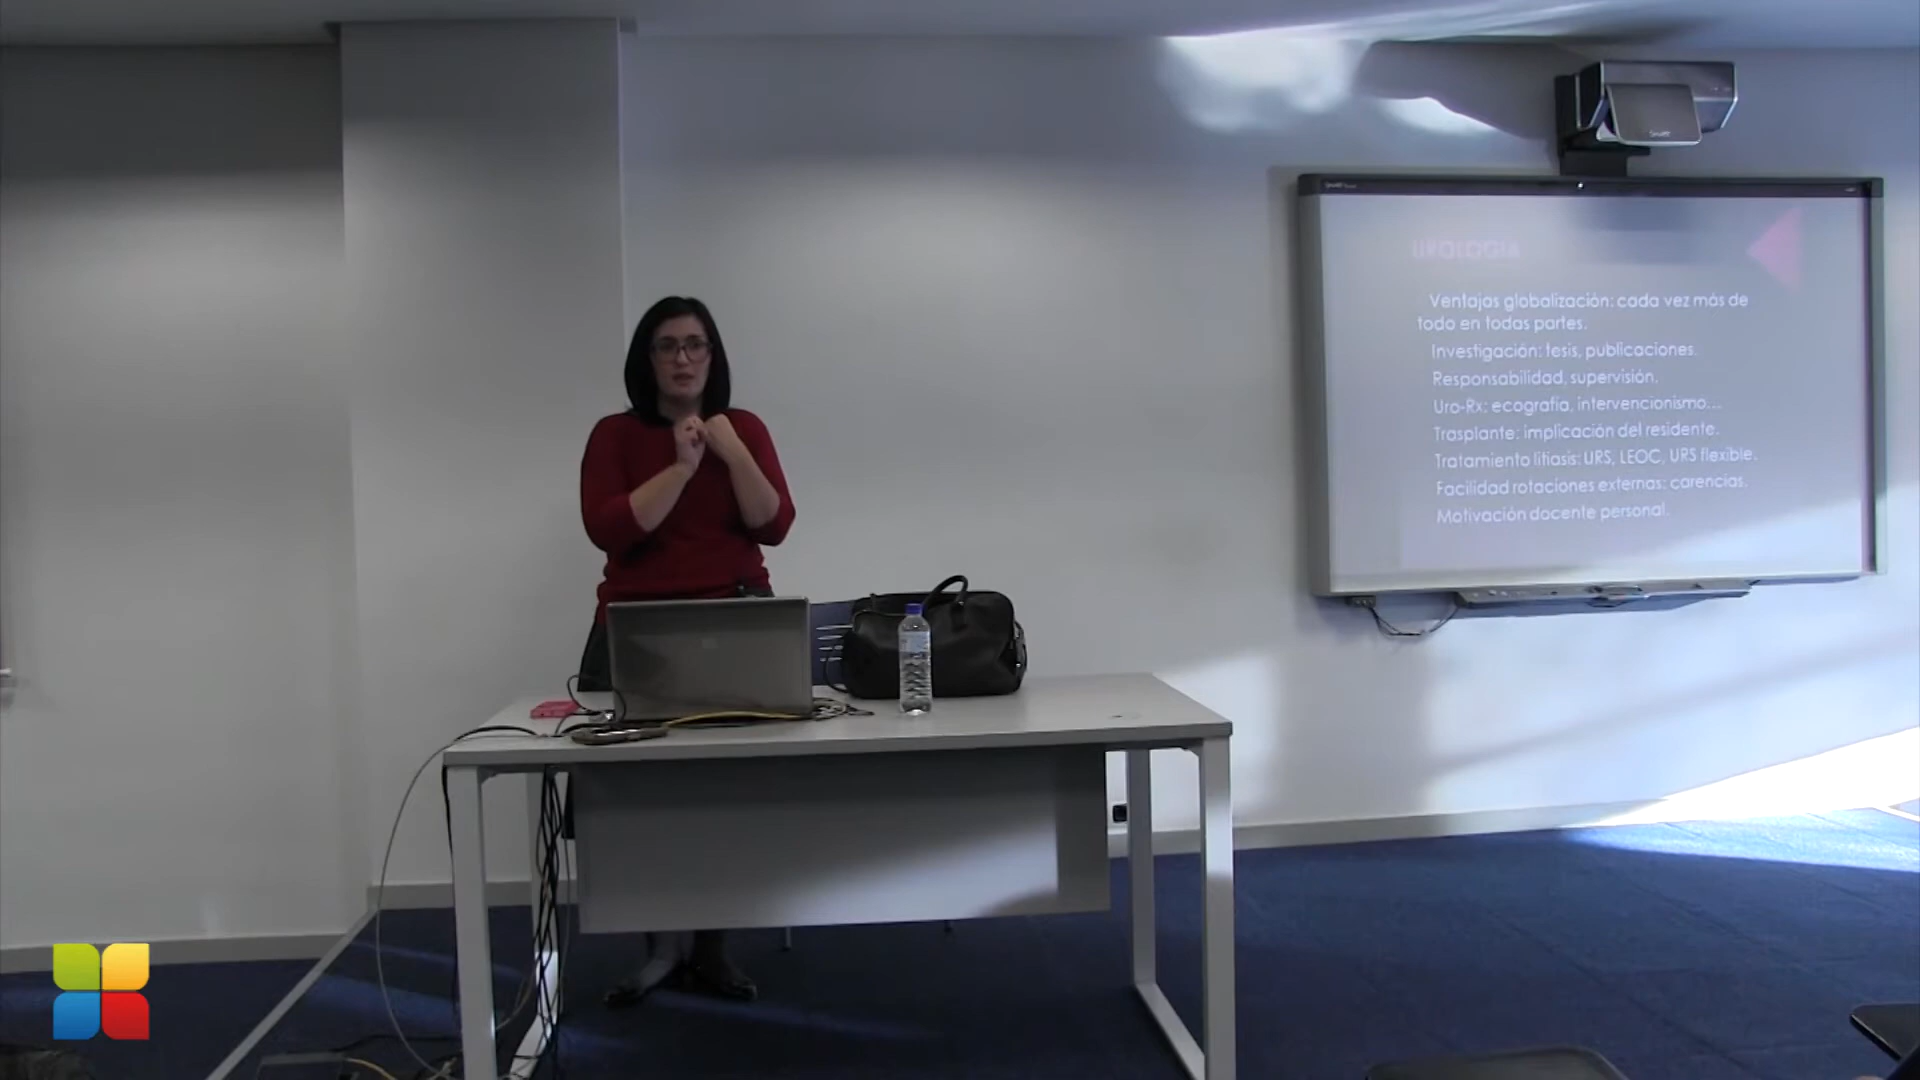 UROLOGÍA
Ventajas globalización: cada vez más de
todo en todas partes.
Investigación: tesis, publicaciones.
Responsabilidad, supervisión.
Uro-Rx: ecografía, intervencionismo...
Trasplante: implicación del residente.
Tratamiento litiasis: URS, LEOC, URS flexible.
Facilidad rotaciones externas: carencias.
Motivación docente personal.